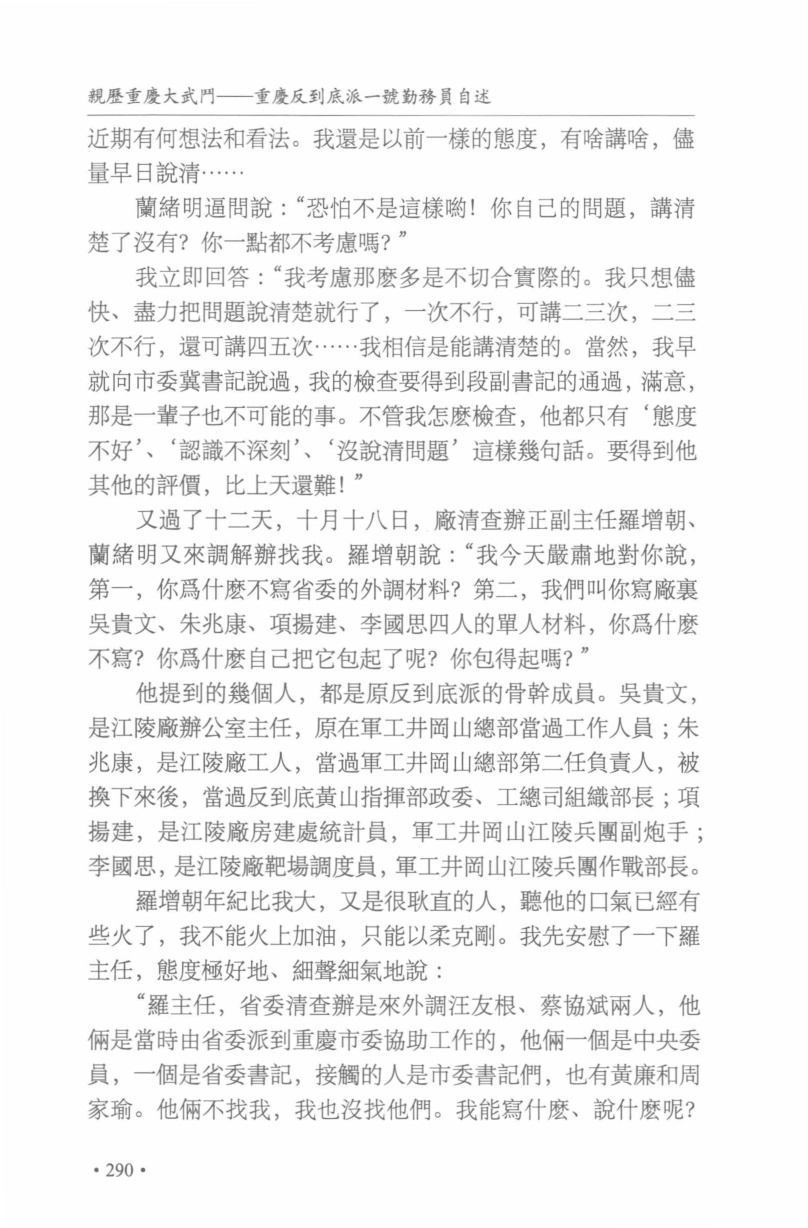 親歷重慶大武鬥——重慶反到底派一號勤務員自述
近期有何想法和看法。我還是以前一樣的態度，有啥講啥，儘
量早日說清……
蘭緒明逼問說：“恐怕不是這樣喲！你自己的問題，講清
楚了沒有？你一點都不考慮嗎？”
我立即回答：“我考慮那麽多是不切合實際的。我只想儘
快、盡力把問題說清楚就行了，一次不行，可講二三次，二三
次不行，還可講四五次……我相信是能講清楚的。當然，我早
就向市委冀書記說過，我的檢查要得到段副書記的通過，滿意，
那是一輩子也不可能的事。不管我怎麽檢查，他都只有‘態度
不好’、‘認識不深刻’、‘沒說清問題’這樣幾句話。要得到他
其他的評價，比上天還難！”
又過了十二天，十月十八日，廠清查辦正副主任羅增朝、
蘭緒明又來調解辦找我。羅增朝說：“我今天嚴肅地對你說，
第一，你爲什麽不寫省委的外調材料？第二，我們叫你寫廠裏
吳貴文、朱兆康、項揚建、李國思四人的單人材料，你爲什麽
不寫？你爲什麽自己把它包起了呢？你包得起嗎？”
他提到的幾個人，都是原反到底派的骨幹成員。吳貴文，
是江陵廠辦公室主任，原在軍工井岡山總部當過工作人員；朱
兆康，是江陵廠工人，當過軍工井岡山總部第二任負責人，被
換下來後，當過反到底黃山指揮部政委、工總司組織部長；項
揚建，是江陵廠房建處統計員，軍工井岡山江陵兵團副炮手；
李國思，是江陵廠靶場調度員，軍工井岡山江陵兵團作戰部長。
羅增朝年紀比我大，又是很耿直的人，聽他的口氣已經有
些火了，我不能火上加油，只能以柔克剛。我先安慰了一下羅
主任，態度極好地、細聲細氣地說：
“羅主任，省委清查辦是來外調汪友根、蔡協斌兩人，他
倆是當時由省委派到重慶市委協助工作的，他倆一個是中央委
員，一個是省委書記，接觸的人是市委書記們，也有黃廉和周
家瑜。他倆不找我，我也沒找他們。我能寫什麽、說什麽呢？
·290·